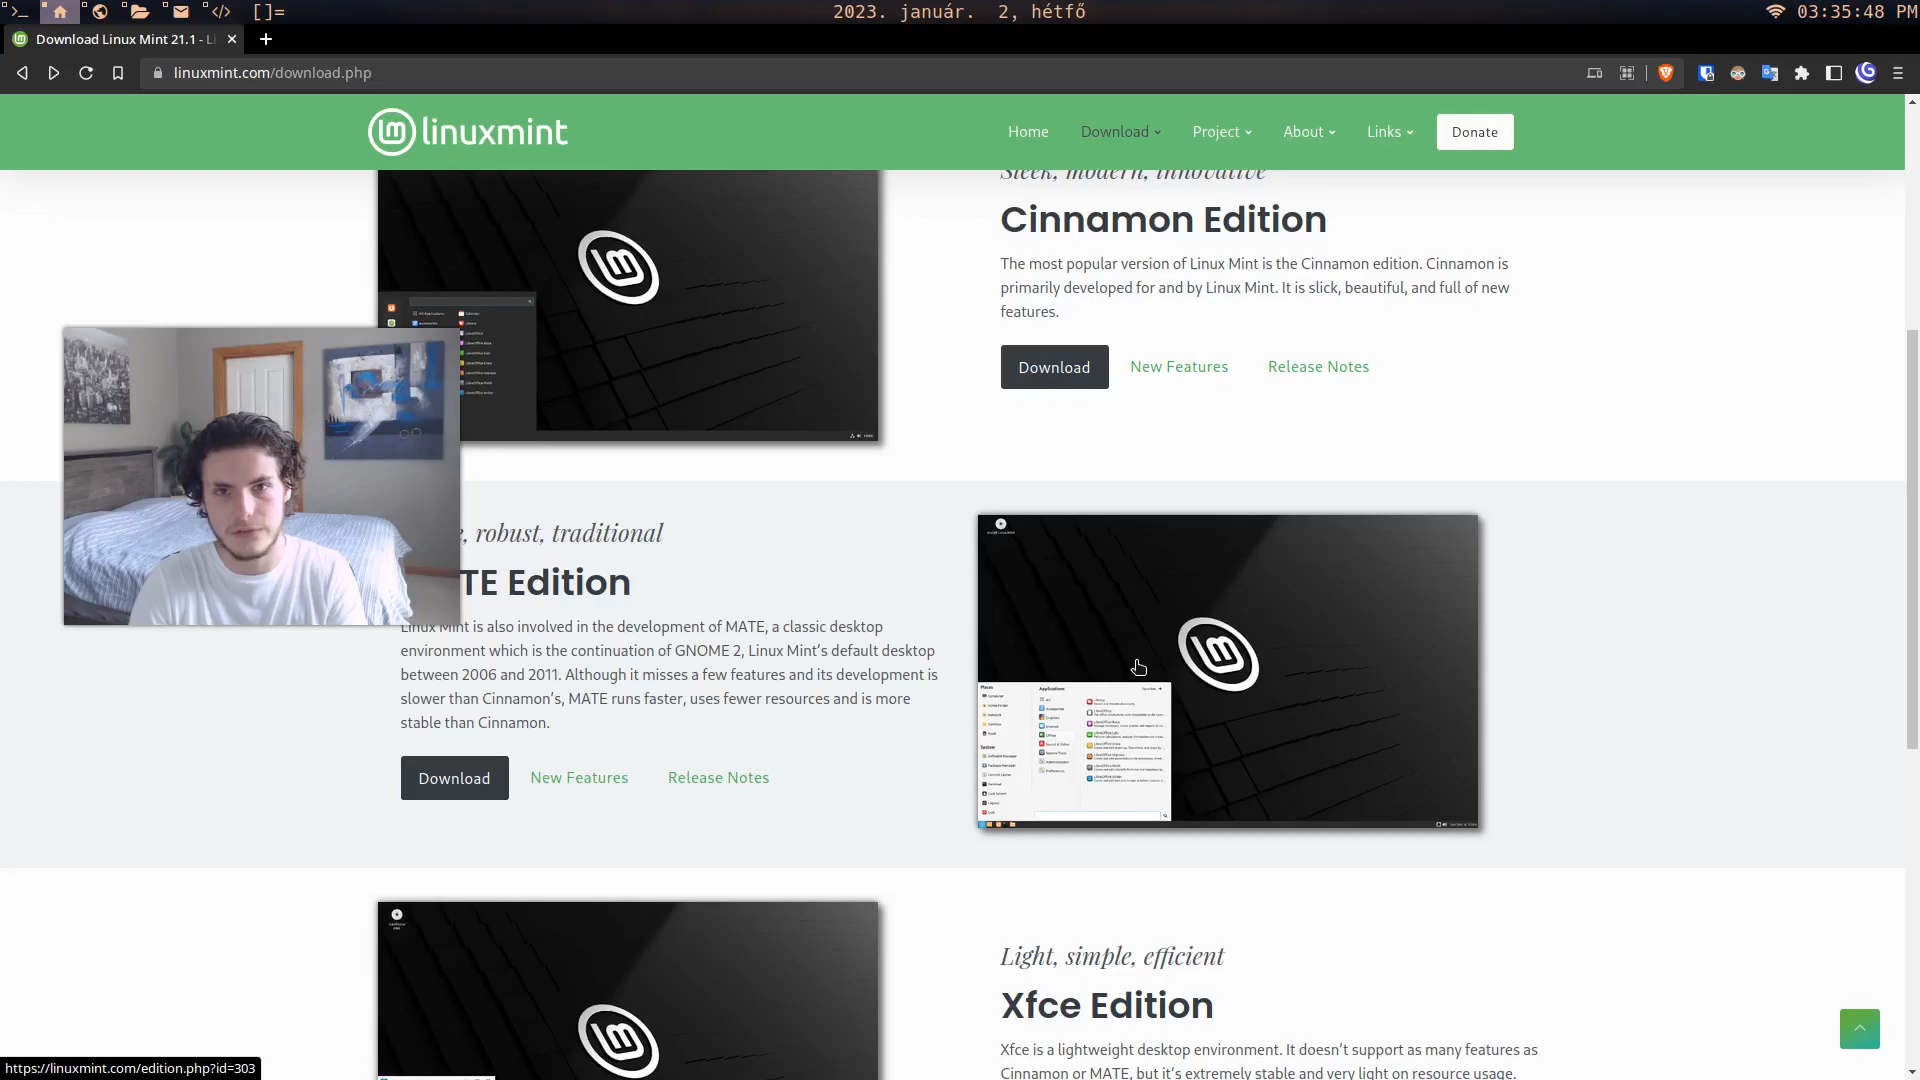 >_
</>
[]=
2023. január.  2, hétfő
03:35:48 PM
Download Linux Mint 21.1 - Li
linuxmint.com/download.php
linuxmint
Home
Download
Project
About
Links
Donate
Sleek, modern, innovative
Cinnamon Edition
The most popular version of Linux Mint is the Cinnamon edition. Cinnamon is
primarily developed for and by Linux Mint. It is slick, beautiful, and full of new
features.
Download
New Features
Release Notes
, robust, traditional
TE Edition
Linux Mint is also involved in the development of MATE, a classic desktop
environment which is the continuation of GNOME 2, Linux Mint's default desktop
between 2006 and 2011. Although it misses a few features and its development is
slower than Cinnamon's, MATE runs faster, uses fewer resources and is more
stable than Cinnamon.
Download
New Features
Release Notes
Places
Applications
System
Light, simple, efficient
Xfce Edition
Xfce is a lightweight desktop environment. It doesn't support as many features as
Cinnamon or MATE, but it's extremely stable and very light on resource usage.
https://linuxmint.com/edition.php?id=303